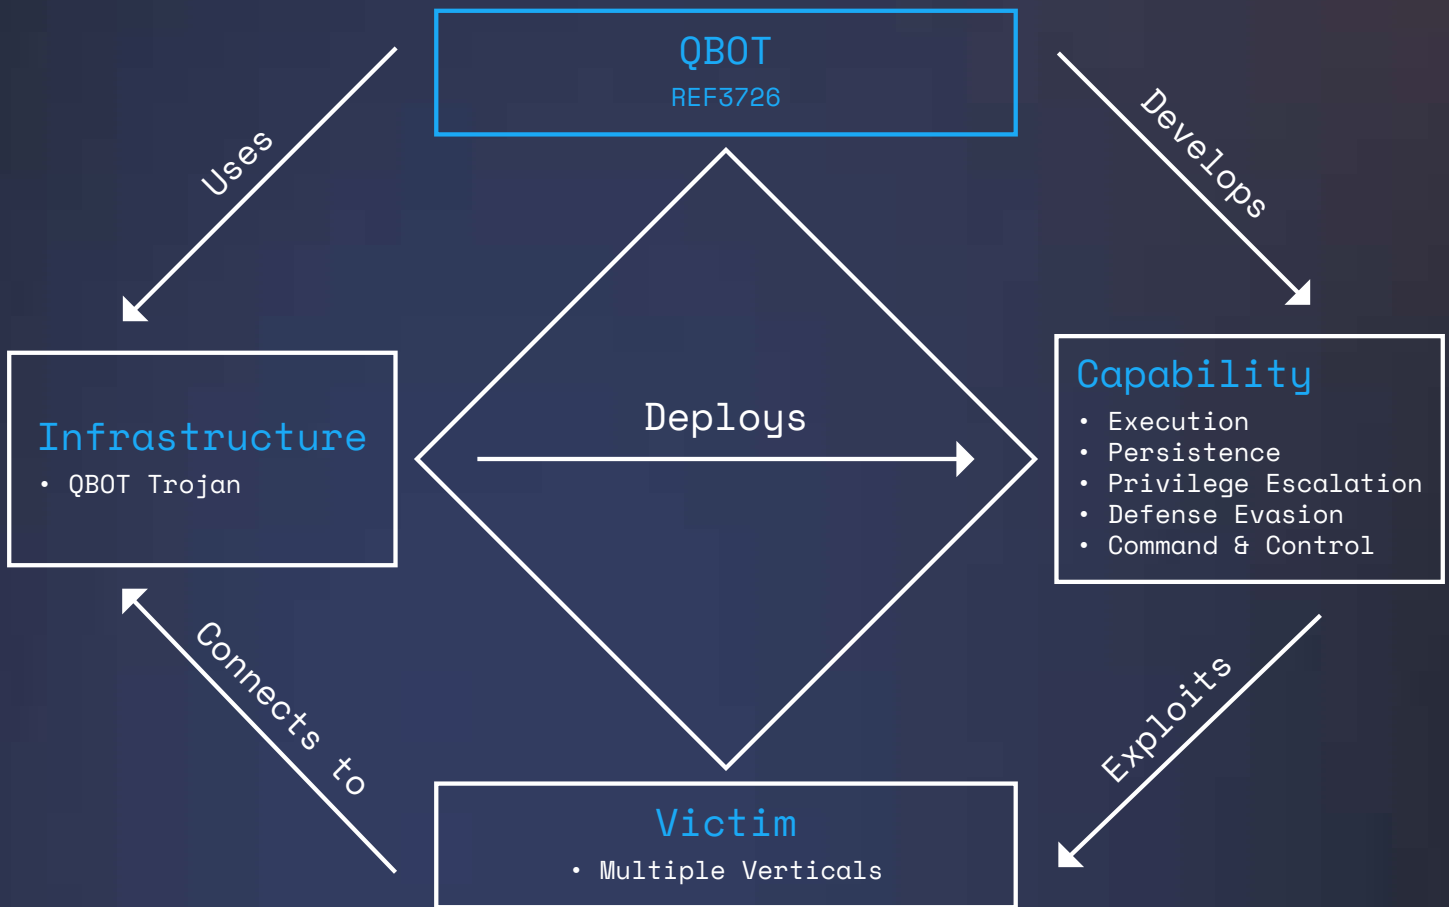 QBOT
REF3726
Uses
Develops
Infrastructure
• QBOT Trojan
Deploys
Capability
• Execution
• Persistence
• Privilege Escalation
• Defense Evasion
• Command & Control
Connects to
Exploits
Victim
• Multiple Verticals